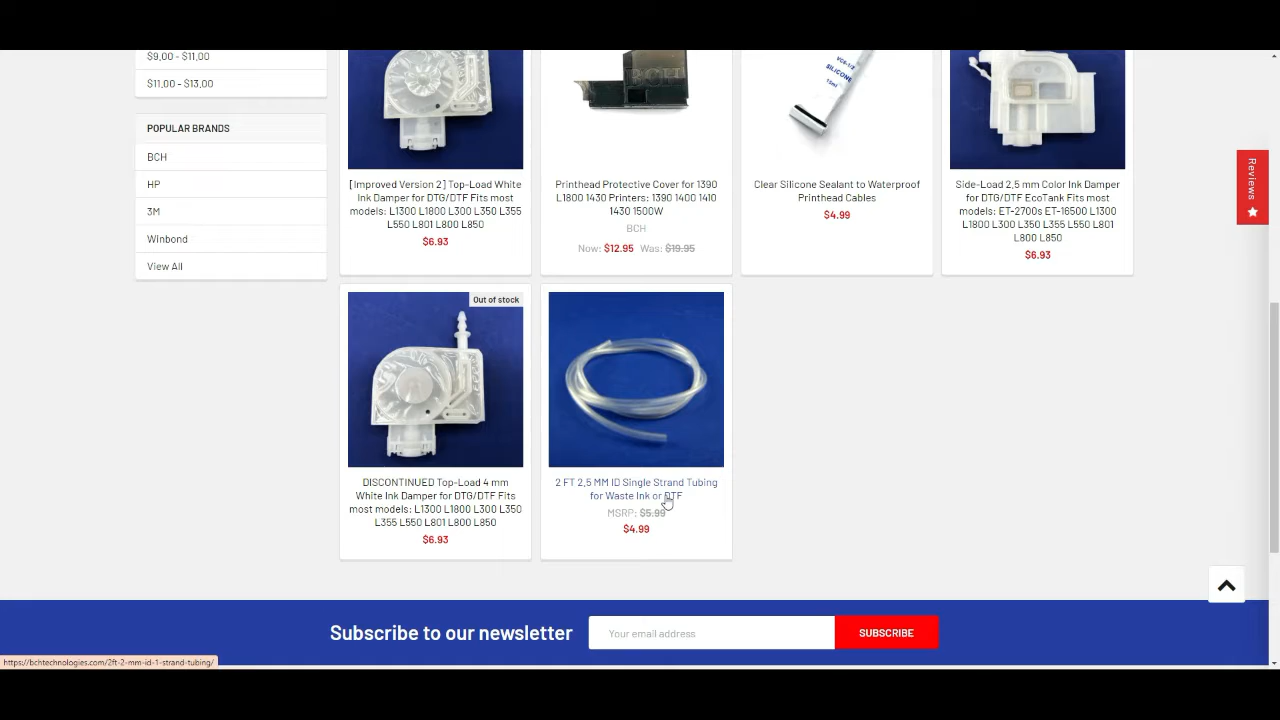 $9.00 - $11.00
$11.00 - $13.00
POPULAR BRANDS
BCH
HP
3M
Winbond
View All
[Improved Version 2] Top-Load White
Ink Damper for DTG/DTF Fits most
models: L1300 L1800 L300 L350 L355
L550 L801 L800 L850
$6.93
BCH
Printhead Protective Cover for 1390
L1800 1430 Printers: 1390 1400 1410
1430 1500W
BCH
Now: $12.95 Was: $19.95
SILICONE
Clear Silicone Sealant to Waterproof
Printhead Cables
$4.99
Side-Load 2.5 mm Color Ink Damper
for DTG/DTF EcoTank Fits most
models: ET-2700s ET-16500 L1300
L1800 L300 L350 L355 L550 L801
L800 L850
$6.93
Reviews
Out of stock
DISCONTINUED Top-Load 4 mm
White Ink Damper for DTG/DTF Fits
most models: L1300 L1800 L300 L350
L355 L550 L801 L800 L850
$6.93
2 FT 2.5 MM ID Single Strand Tubing
for Waste Ink or DTF
MSRP: $5.99
$4.99
Subscribe to our newsletter
Your email address
SUBSCRIBE
https://bchtechnologies.com/2ft-2-mm-id-1-strand-tubing/